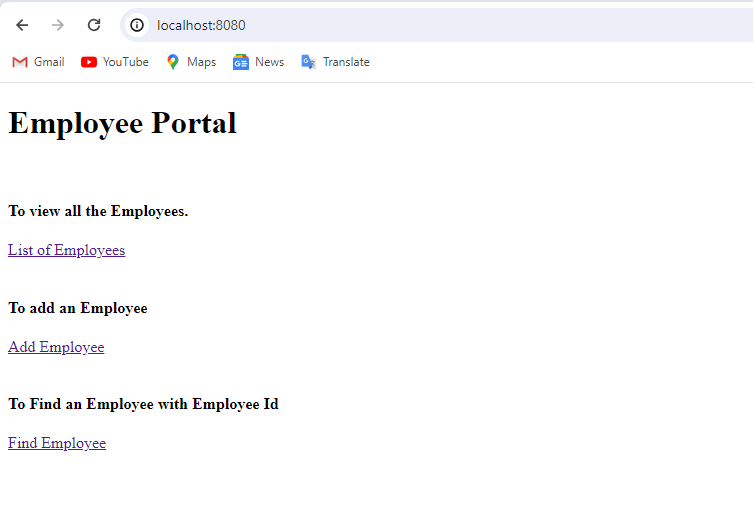 localhost:8080
Gmail YouTube Maps News Translate
Employee Portal
To view all the Employees.
List of Employees
To add an Employee
Add Employee
To Find an Employee with Employee Id
Find Employee